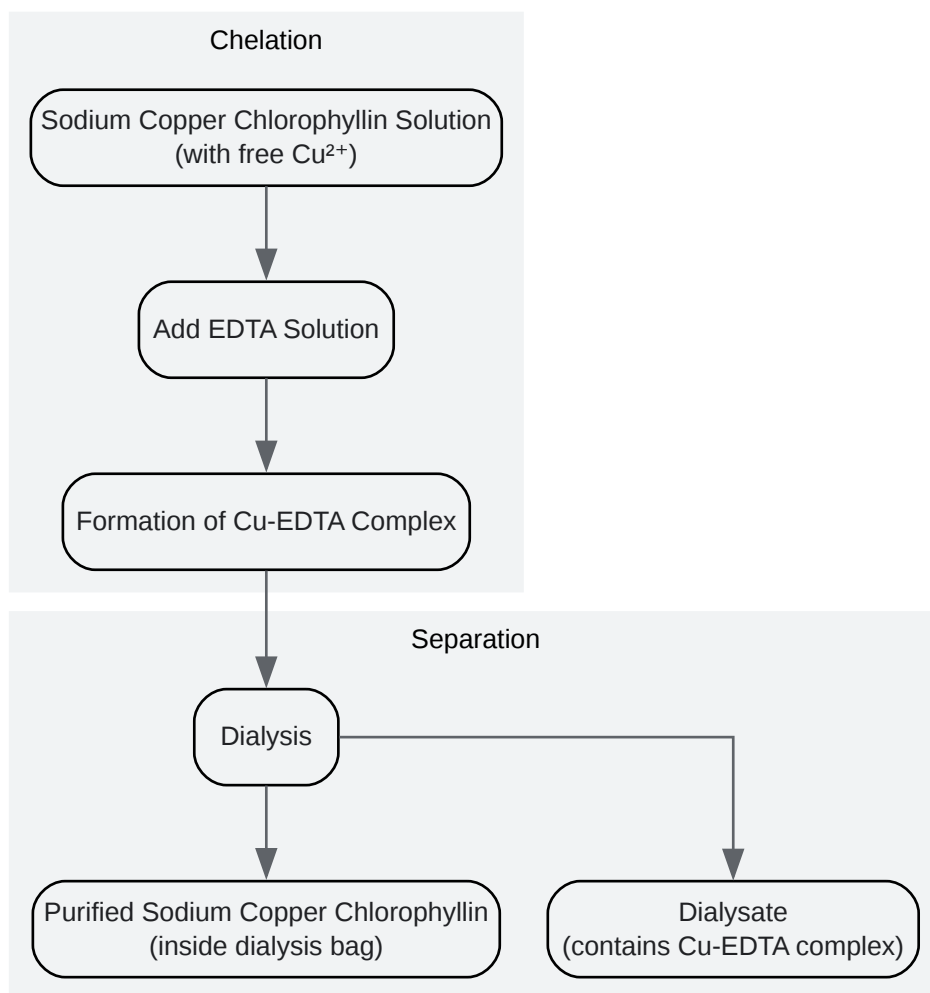 Chelation
Sodium Copper Chlorophyllin Solution
(with free Cu²⁺)
Add EDTA Solution
Formation of Cu-EDTA Complex
Separation
Dialysis
Purified Sodium Copper Chlorophyllin
(inside dialysis bag)
Dialysate
(contains Cu-EDTA complex)